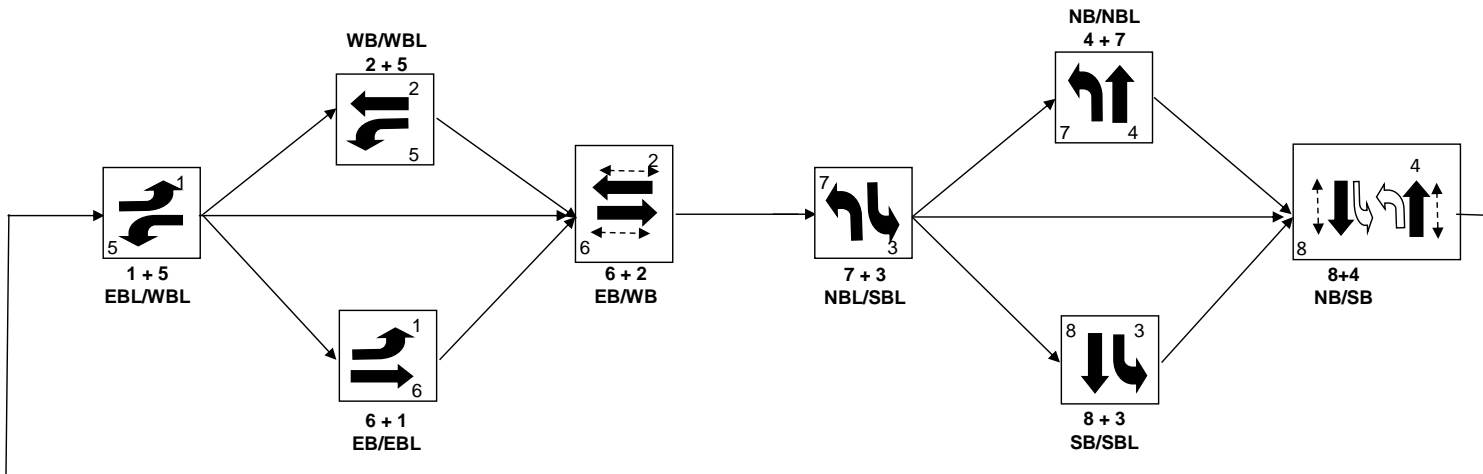 WB/WBL
2 + 5
2
5
1
5
1 + 5
EBL/WBL
1
6
6 + 1
EB/EBL
2
6
6 + 2
EB/WB
7
3
7 + 3
NBL/SBL
NB/NBL
4 + 7
7
4
8
3
8 + 3
SB/SBL
4
8
8+4
NB/SB